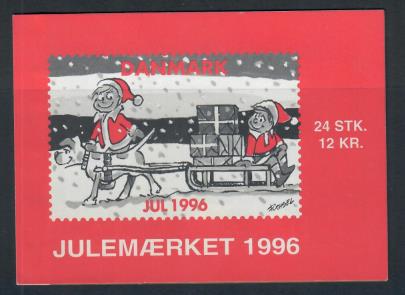 DANMARK
24 STK.
12 KR.
JUL 1996
JULEMÆRKET 1996